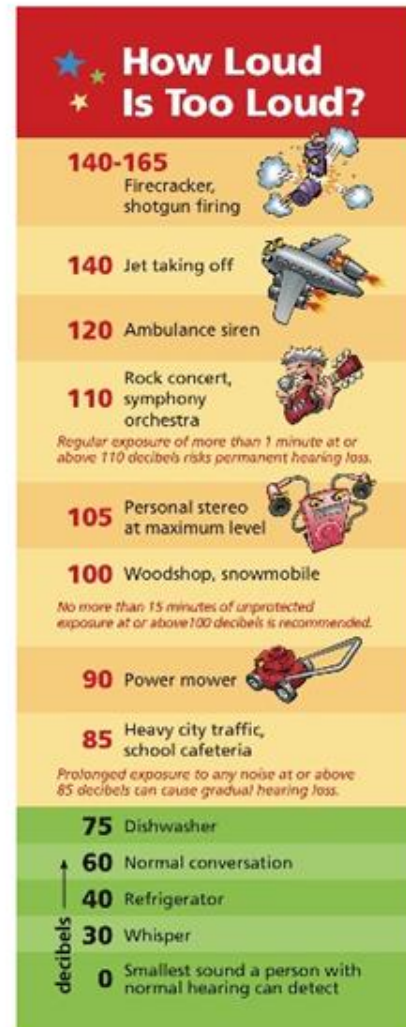 How Loud
Is Too Loud?
140-165
Firecracker,
shotgun firing
140 Jet taking off
120 Ambulance siren
110 Rock concert,
symphony
orchestra
Regular exposure of more than 1 minute at or
above 110 decibels risks permanent hearing loss.
105 Personal stereo
at maximum level
100 Woodshop, snowmobile
No more than 15 minutes of unprotected
exposure at or above100 decibels is recommended.
90 Power mower
85 Heavy city traffic,
school cafeteria
Prolonged exposure to any noise at or above
85 decibels can cause gradual hearing loss.
75 Dishwasher
60 Normal conversation
40 Refrigerator
30 Whisper
0 Smallest sound a person with
normal hearing can detect
decibels